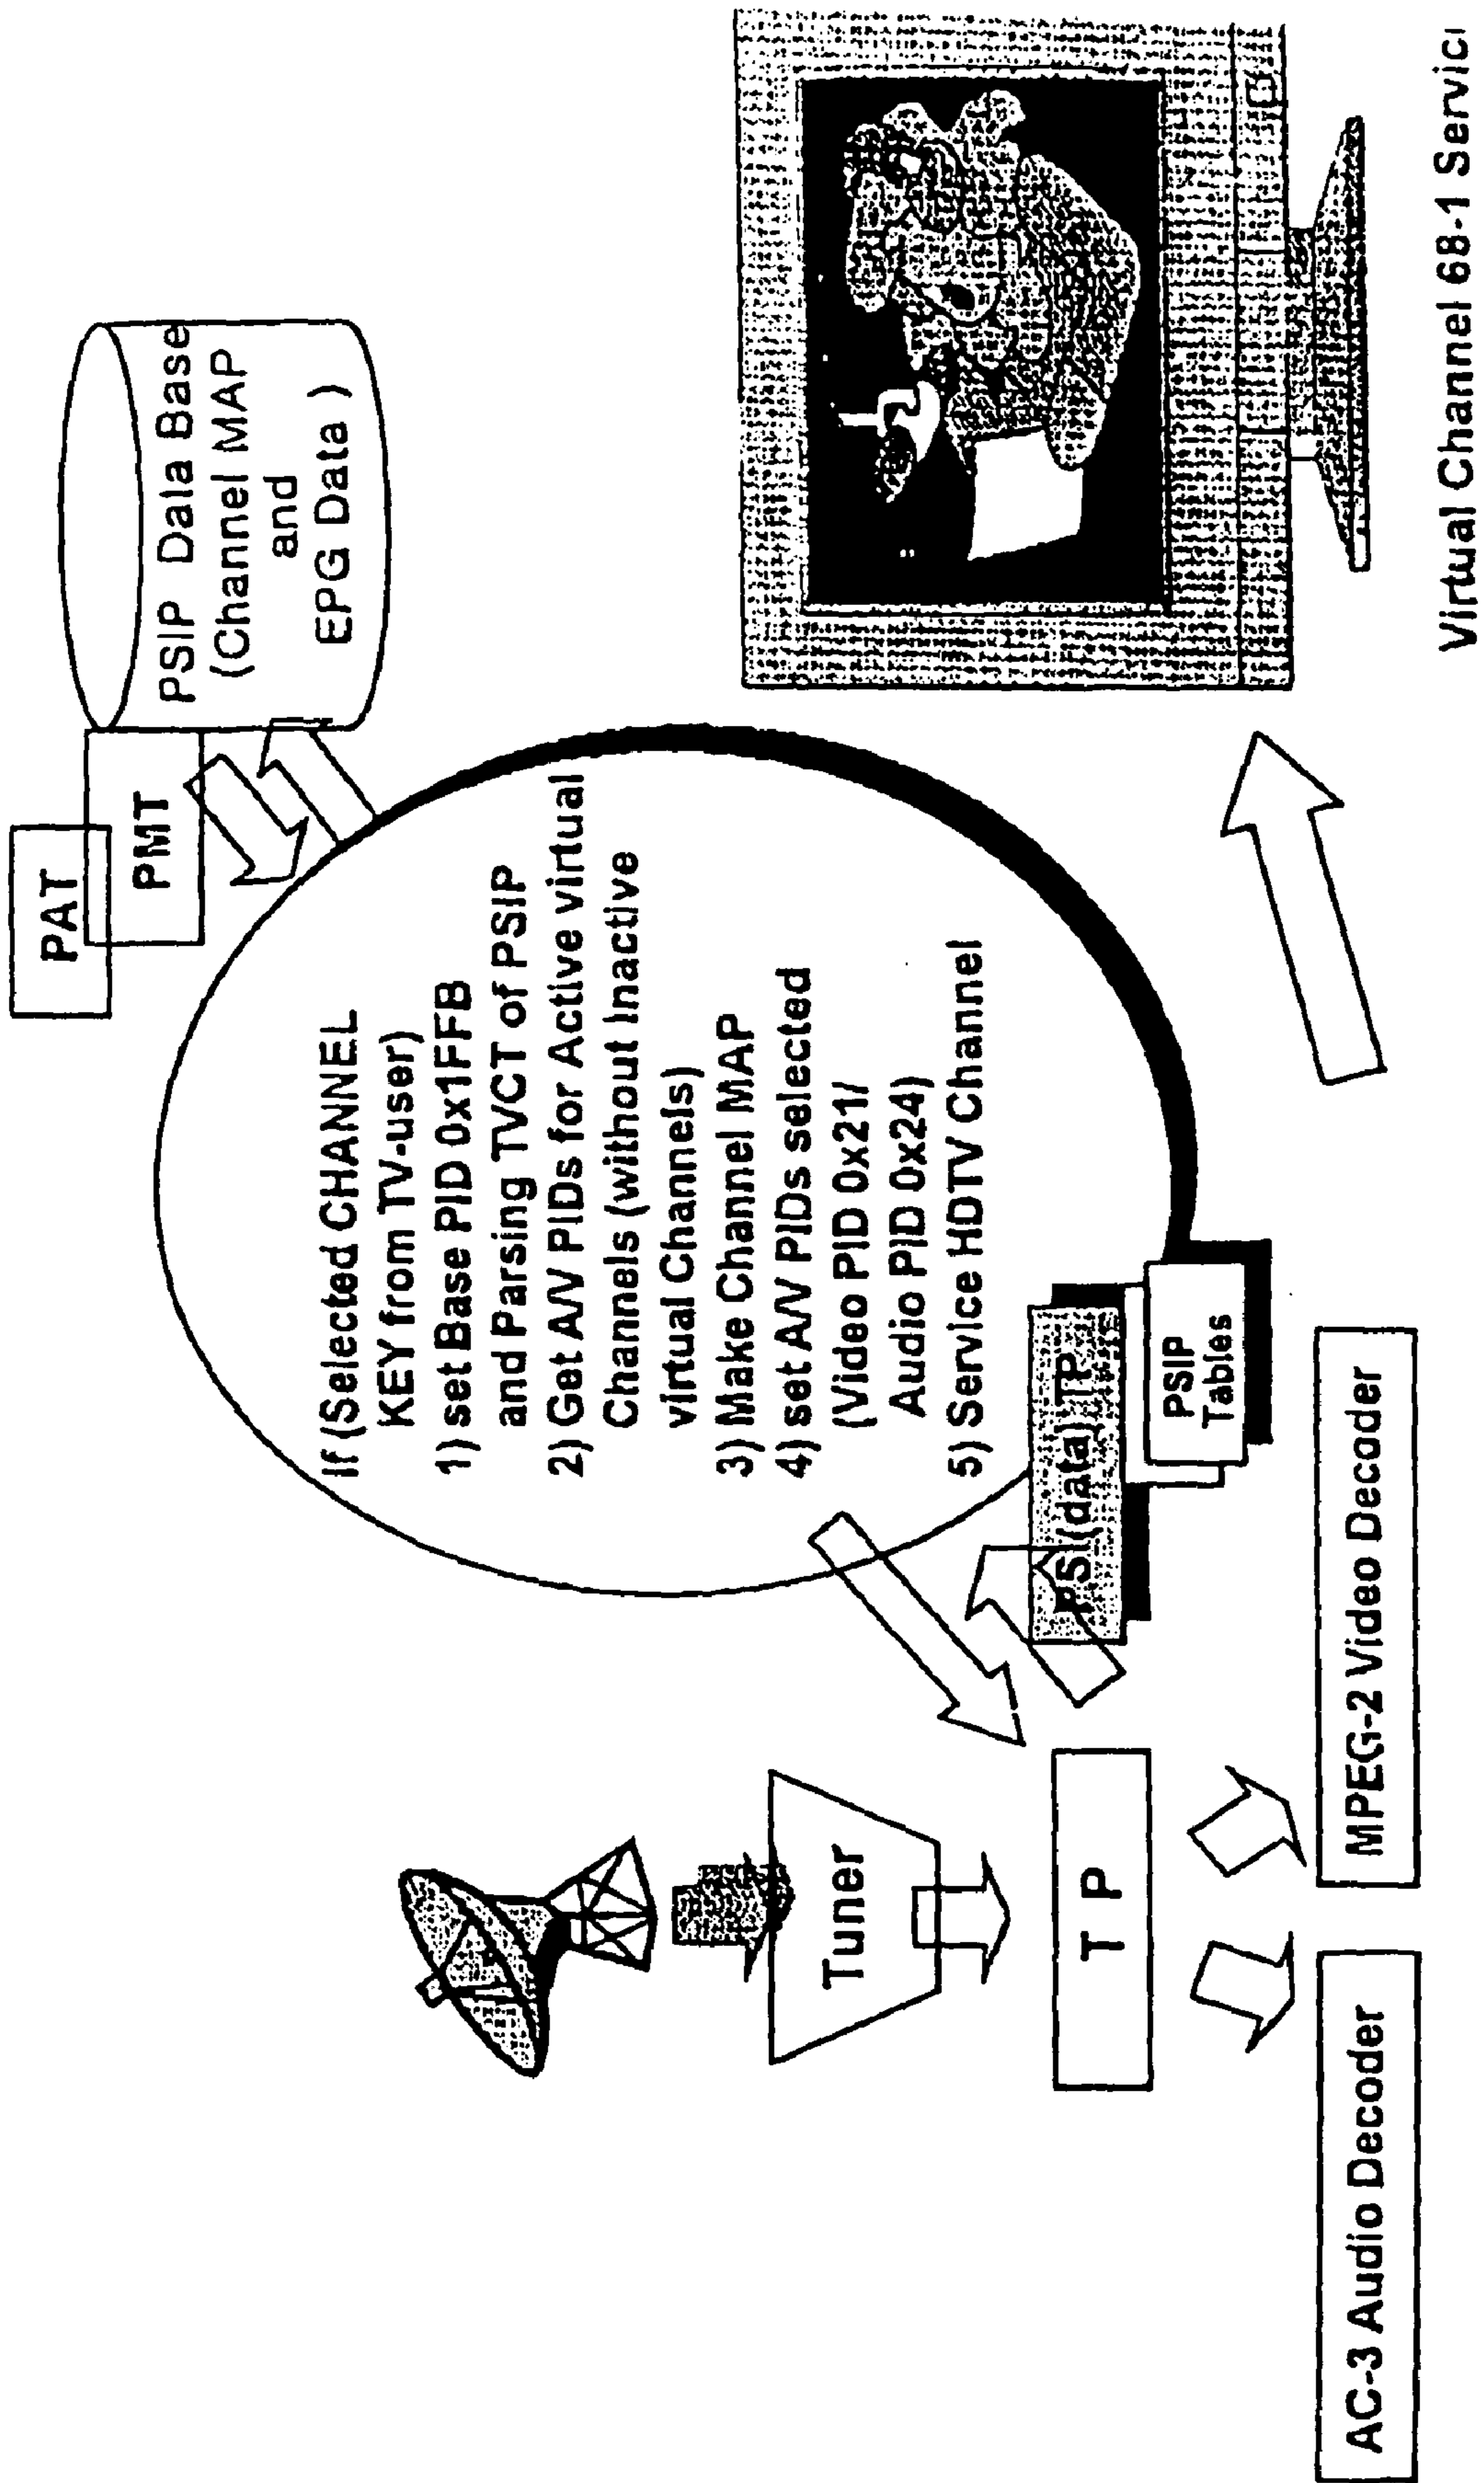 PAT
PMT
PSIP Data Base
(Channel MAP
and
EPG Data )
If (Selected CHANNEL
KEY from TV-user)
1) set Base PID 0x1FFB
and Parsing TVCT of PSIP
2) Get A/V PIDs for Active virtual
Channels (without Inactive
virtual Channels)
3) Make Channel MAP
4) set A/V PIDs selected
(Video PID 0x21/
Audio PID 0x24)
5) Service HDTV Channel
Tuner
T P
PSI(data) TP
PSIP
Tables
AC-3 Audio Decoder
MPEG-2 Video Decoder
Virtual Channel 68-1 Servic